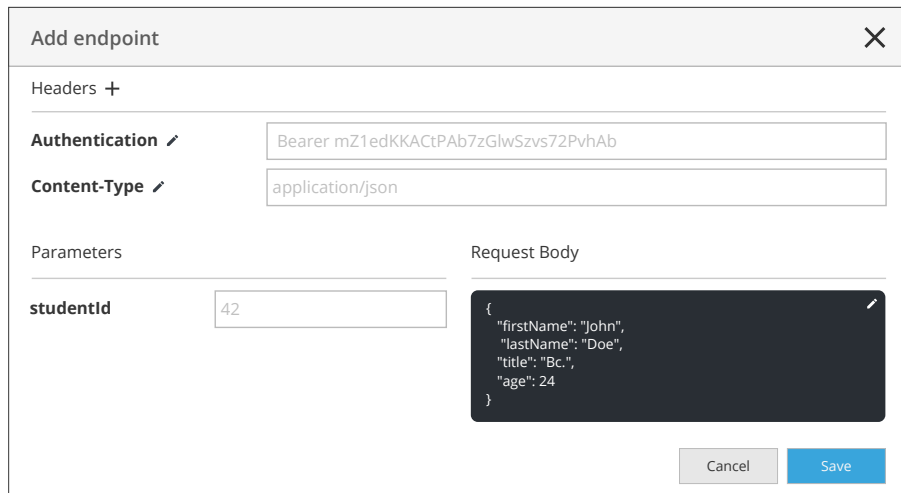 Add endpoint
Headers +
Authentication
Bearer mZ1edKKACtPAb7zGlwSzvs72PvhAb
Content-Type
application/json
Parameters
Request Body
studentId
42
{
"firstName": "John",
"lastName": "Doe",
"title": "Bc.",
"age": 24
}
Cancel
Save